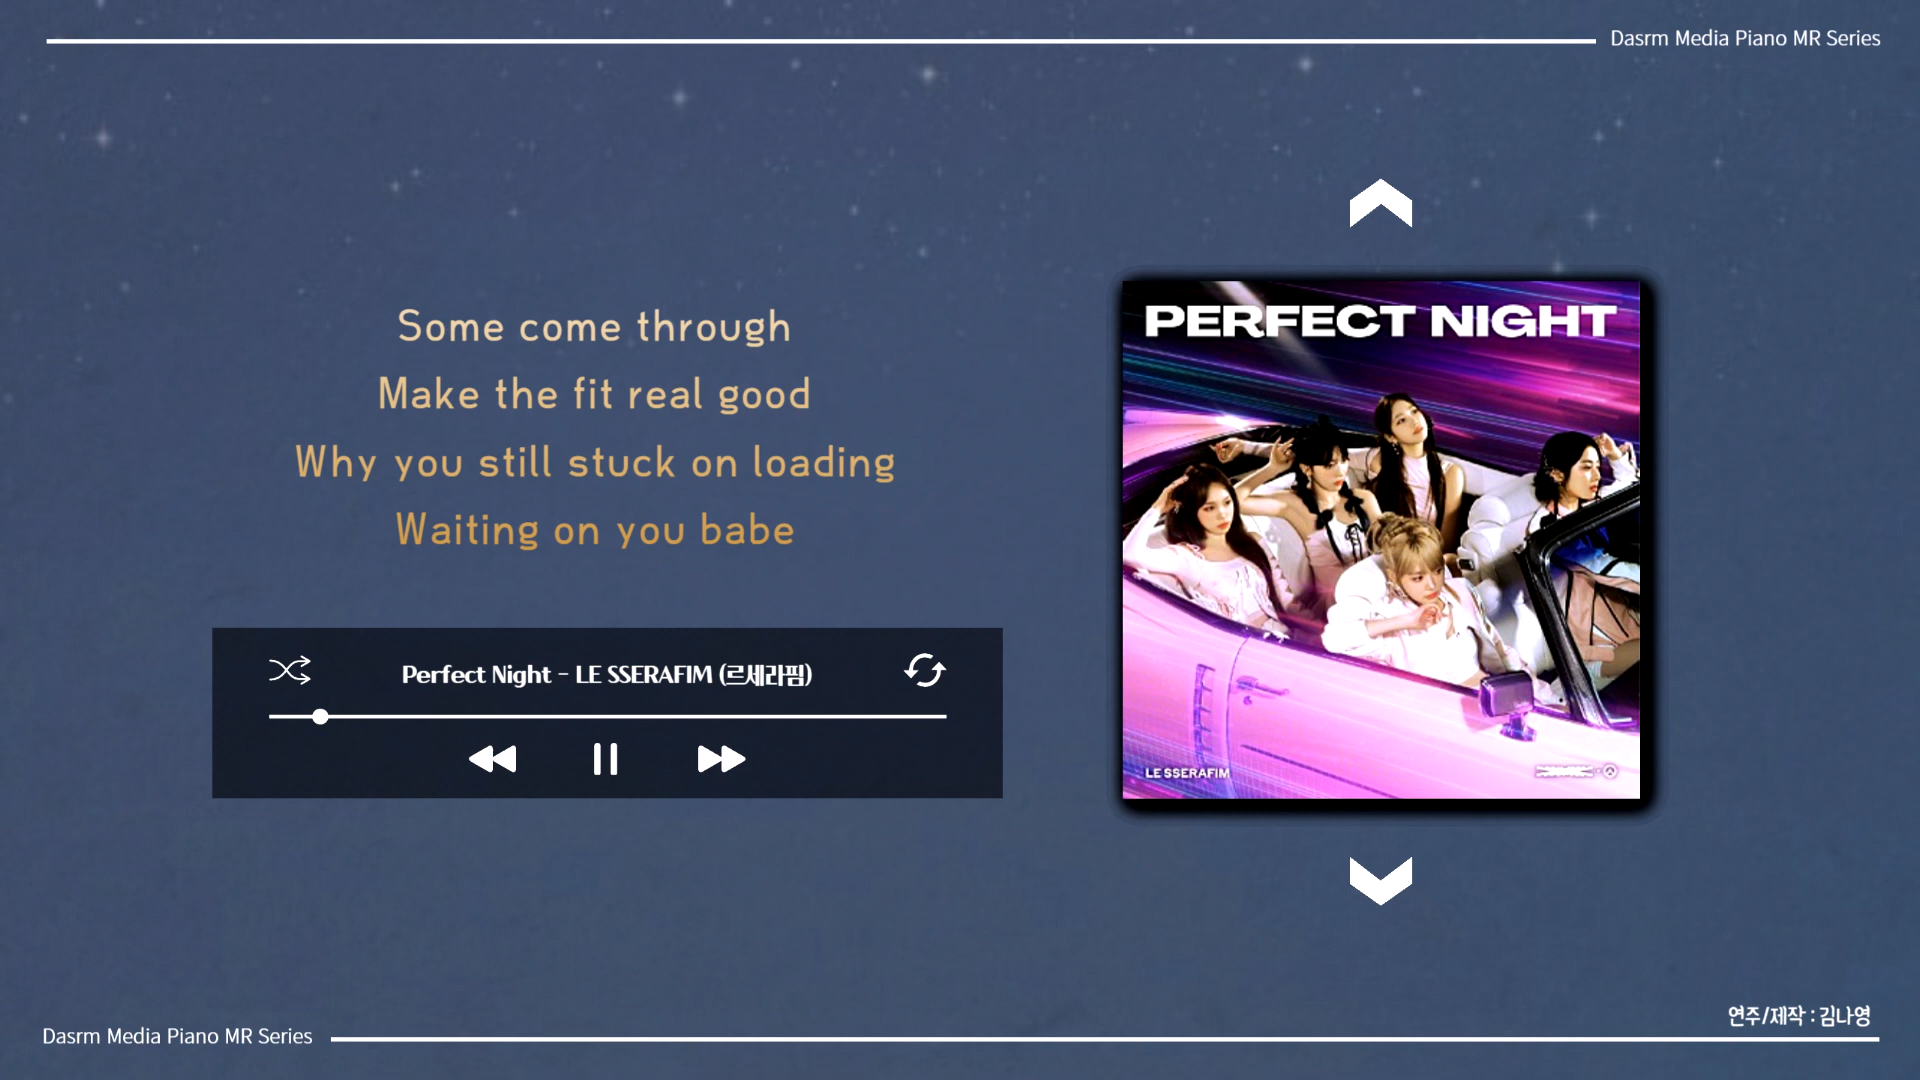 Dasrm Media Piano MR Series
Some come through
Make the fit real good
Why you still stuck on loading
Waiting on you babe
Perfect Night - LE SSERAFIM (르세라핌)
PERFECT NIGHT
LE SSERAFIM
연주/제작 : 김나영
Dasrm Media Piano MR Series